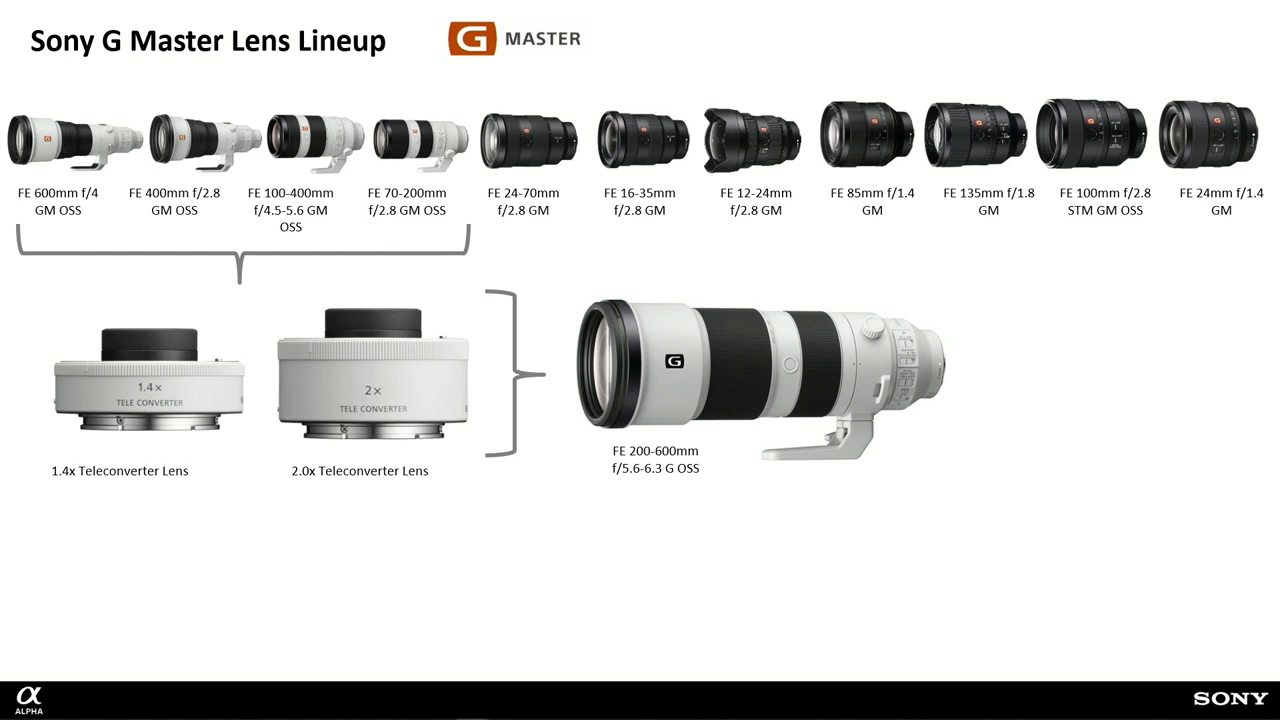 Sony G Master Lens Lineup
G MASTER
FE 600mm f/4
GM OSS
FE 400mm f/2.8
GM OSS
FE 100-400mm
f/4.5-5.6 GM
OSS
FE 70-200mm
f/2.8 GM OSS
FE 24-70mm
f/2.8 GM
FE 16-35mm
f/2.8 GM
FE 12-24mm
f/2.8 GM
FE 85mm f/1.4
GM
FE 135mm f/1.8
GM
FE 100mm f/2.8
STM GM OSS
FE 24mm f/1.4
GM
1.4x
TELE CONVERTER
2x
TELE CONVERTER
G
1.4x Teleconverter Lens
2.0x Teleconverter Lens
FE 200-600mm
f/5.6-6.3 G OSS
α
ALPHA
SONY